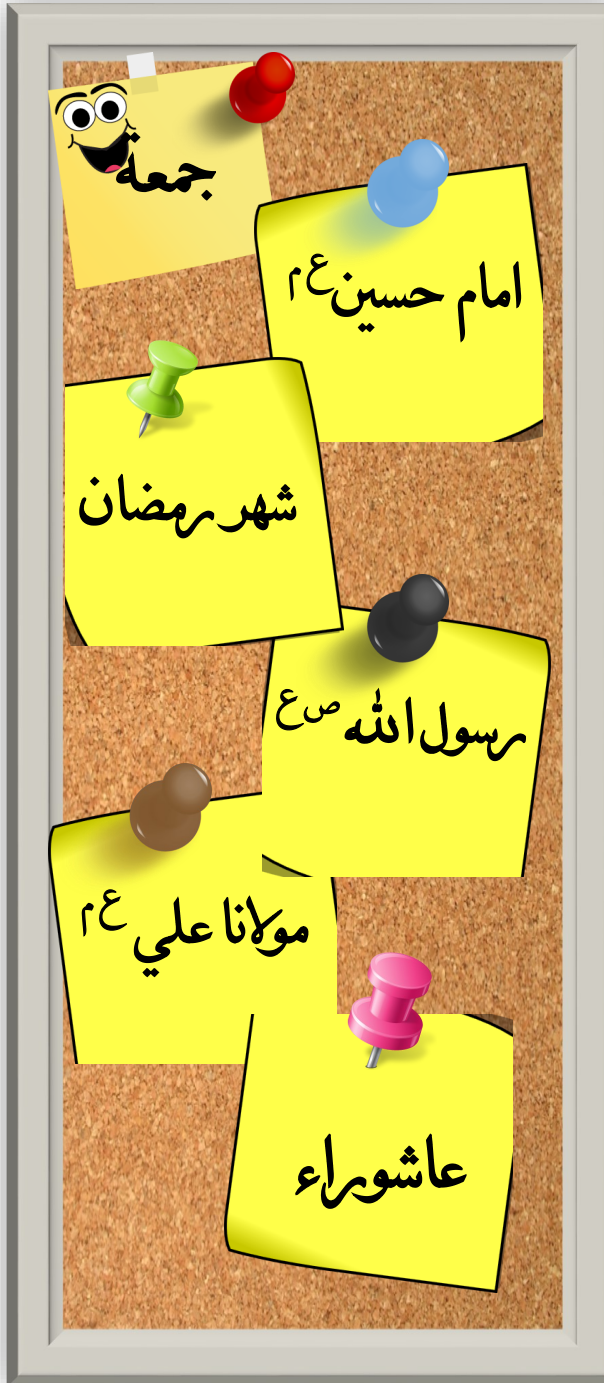 جمعة
امام حسين ع م
شهر رمضان
رسول الله ص ع
مولانا علي ع م
عاشوراء